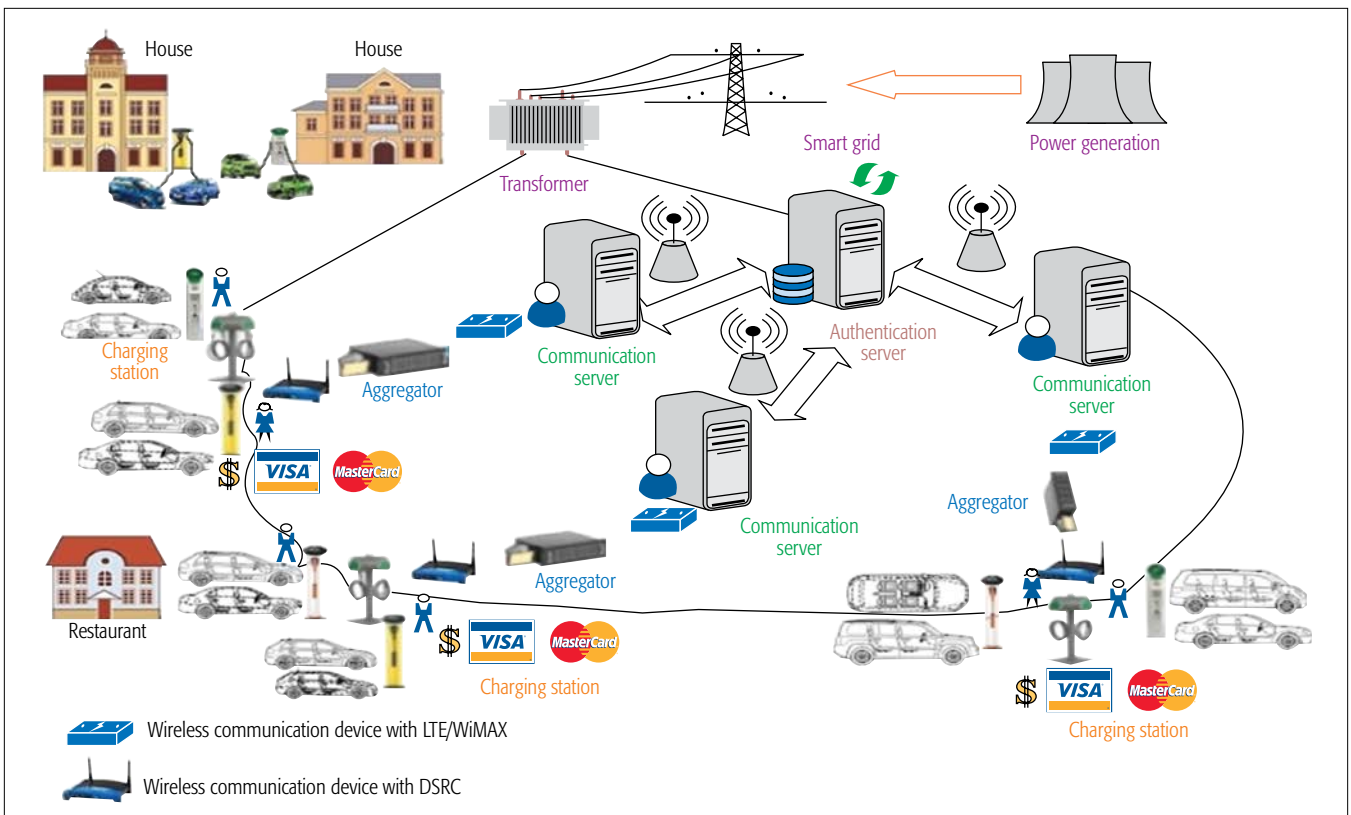 House
House
Smart grid
Power generation
Transformer
Charging
station
Aggregator
Communication
server
Authentication
server
Communication
server
$ VISA MasterCard
Aggregator
Communication
server
Aggregator
Restaurant
$ VISA MasterCard
Charging station
$ VISA MasterCard
Charging station
Wireless communication device with LTE/WiMAX
Wireless communication device with DSRC